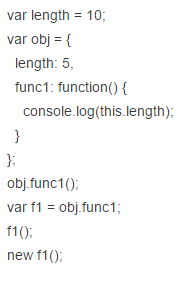 var length = 10;
var obj = {
  length: 5,
  func1: function() {
    console.log(this.length);
  }
};
obj.func1();
var f1 = obj.func1;
f1();
new f1();